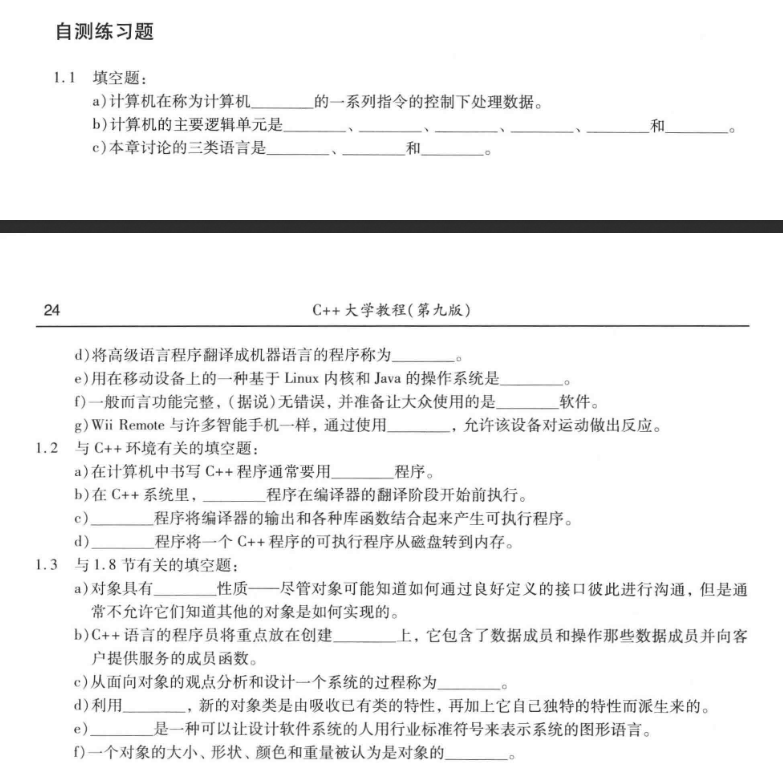 自测练习题
1.1 填空题：
a)计算机在称为计算机________的一系列指令的控制下处理数据。
b)计算机的主要逻辑单元是________、________、________、________、________和________。
c)本章讨论的三类语言是________、________和________。
24 C++大学教程(第九版)
d)将高级语言程序翻译成机器语言的程序称为________。
e)用在移动设备上的一种基于 Linux 内核和 Java 的操作系统是________。
f)一般而言功能完整，(据说)无错误，并准备让大众使用的是________软件。
g)Wii Remote 与许多智能手机一样，通过使用________，允许该设备对运动做出反应。
1.2 与 C++环境有关的填空题：
a)在计算机中书写 C++程序通常要用________程序。
b)在 C++系统里，________程序在编译器的翻译阶段开始前执行。
c)________程序将编译器的输出和各种库函数结合起来产生可执行程序。
d)________程序将一个 C++程序的可执行程序从磁盘转到内存。
1.3 与 1.8 节有关的填空题：
a)对象具有________性质——尽管对象可能知道如何通过良好定义的接口彼此进行沟通，但是通
常不允许它们知道其他的对象是如何实现的。
b)C++语言的程序员将重点放在创建________上，它包含了数据成员和操作那些数据成员并向客
户提供服务的成员函数。
c)从面向对象的观点分析和设计一个系统的过程称为________。
d)利用________，新的对象类是由吸收已有类的特性，再加上它自己独特的特性而派生来的。
e)________是一种可以让设计软件系统的人用行业标准符号来表示系统的图形语言。
f)一个对象的大小、形状、颜色和重量被认为是对象的________。